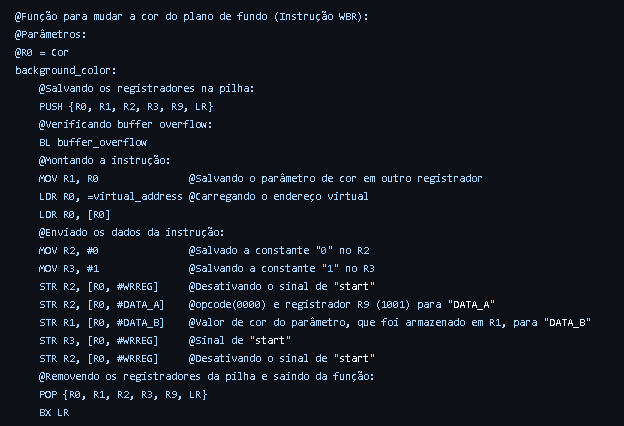 @Função para mudar a cor do plano de fundo (Instrução WBR):
@Parâmetros:
@R0 = Cor
background_color:
@Salvando os registradores na pilha:
PUSH {R0, R1, R2, R3, R9, LR}
@Verificando buffer overflow:
BL buffer_overflow
@Montando a instrução:
MOV R1, R0 @Salvando o parâmetro de cor em outro registrador
LDR R0, =virtual_address @Carregando o endereço virtual
LDR R0, [R0]
@Enviado os dados da instrução:
MOV R2, #0 @Salvado a constante "0" no R2
MOV R3, #1 @Salvando a constante "1" no R3
STR R2, [R0, #WRREG] @Desativando o sinal de "start"
STR R2, [R0, #DATA_A] @opcode(0000) e registrador R9 (1001) para "DATA_A"
STR R1, [R0, #DATA_B] @Valor de cor do parâmetro, que foi armazenado em R1, para "DATA_B"
STR R3, [R0, #WRREG] @Sinal de "start"
STR R2, [R0, #WRREG] @Desativando o sinal de "start"
@Removendo os registradores da pilha e saindo da função:
POP {R0, R1, R2, R3, R9, LR}
BX LR